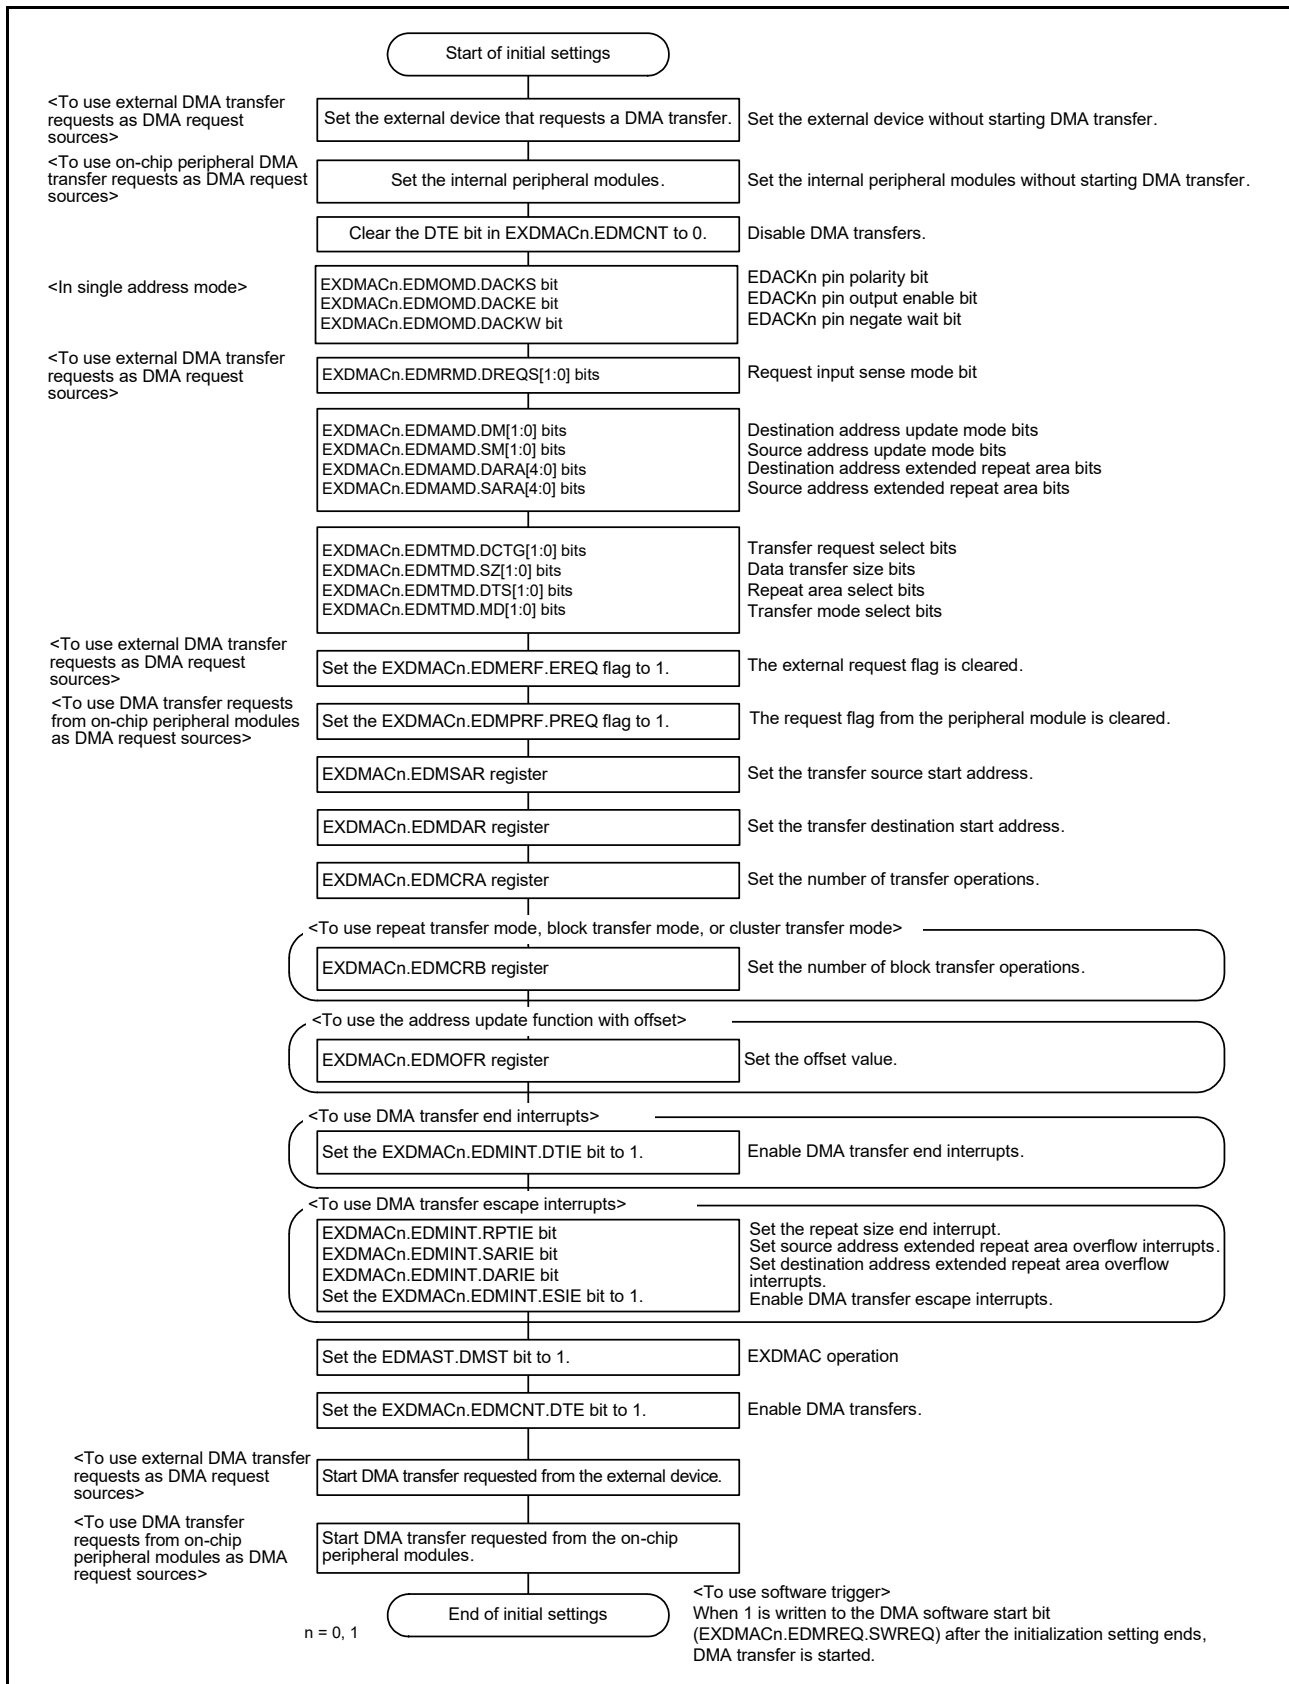 Start of initial settings
<To use external DMA transfer
requests as DMA request
sources>
Set the external device that requests a DMA transfer.
Set the external device without starting DMA transfer.
<To use on-chip peripheral DMA
transfer requests as DMA request
sources>
Set the internal peripheral modules.
Set the internal peripheral modules without starting DMA transfer.
Clear the DTE bit in EXDMACn.EDMCNT to 0.
Disable DMA transfers.
<In single address mode>
EXDMACn.EDMOMD.DACKS bit
EXDMACn.EDMOMD.DACKE bit
EXDMACn.EDMOMD.DACKW bit
EDACKn pin polarity bit
EDACKn pin output enable bit
EDACKn pin negate wait bit
<To use external DMA transfer
requests as DMA request
sources>
EXDMACn.EDMRMD.DREQS[1:0] bits
Request input sense mode bit
EXDMACn.EDMAMD.DM[1:0] bits
EXDMACn.EDMAMD.SM[1:0] bits
EXDMACn.EDMAMD.DARA[4:0] bits
EXDMACn.EDMAMD.SARA[4:0] bits
Destination address update mode bits
Source address update mode bits
Destination address extended repeat area bits
Source address extended repeat area bits
EXDMACn.EDMTMD.DCTG[1:0] bits
EXDMACn.EDMTMD.SZ[1:0] bits
EXDMACn.EDMTMD.DTS[1:0] bits
EXDMACn.EDMTMD.MD[1:0] bits
Transfer request select bits
Data transfer size bits
Repeat area select bits
Transfer mode select bits
<To use external DMA transfer
requests as DMA request
sources>
Set the EXDMACn.EDMERF.EREQ flag to 1.
The external request flag is cleared.
<To use DMA transfer requests
from on-chip peripheral modules
as DMA request sources>
Set the EXDMACn.EDMPRF.PREQ flag to 1.
The request flag from the peripheral module is cleared.
EXDMACn.EDMSAR register
Set the transfer source start address.
EXDMACn.EDMDAR register
Set the transfer destination start address.
EXDMACn.EDMCRA register
Set the number of transfer operations.
<To use repeat transfer mode, block transfer mode, or cluster transfer mode>
EXDMACn.EDMCRB register
Set the number of block transfer operations.
<To use the address update function with offset>
EXDMACn.EDMOFR register
Set the offset value.
<To use DMA transfer end interrupts>
Set the EXDMACn.EDMINT.DTIE bit to 1.
Enable DMA transfer end interrupts.
<To use DMA transfer escape interrupts>
EXDMACn.EDMINT.RPTIE bit
EXDMACn.EDMINT.SARIE bit
EXDMACn.EDMINT.DARIE bit
Set the EXDMACn.EDMINT.ESIE bit to 1.
Set the repeat size end interrupt.
Set source address extended repeat area overflow interrupts.
Set destination address extended repeat area overflow
interrupts.
Enable DMA transfer escape interrupts.
Set the EDMAST.DMST bit to 1.
EXDMAC operation
Set the EXDMACn.EDMCNT.DTE bit to 1.
Enable DMA transfers.
<To use external DMA transfer
requests as DMA request
sources>
Start DMA transfer requested from the external device.
<To use DMA transfer
requests from on-chip
peripheral modules as DMA
request sources>
Start DMA transfer requested from the on-chip
peripheral modules.
End of initial settings
n = 0, 1
<To use software trigger>
When 1 is written to the DMA software start bit
(EXDMACn.EDMREQ.SWREQ) after the initialization setting ends,
DMA transfer is started.